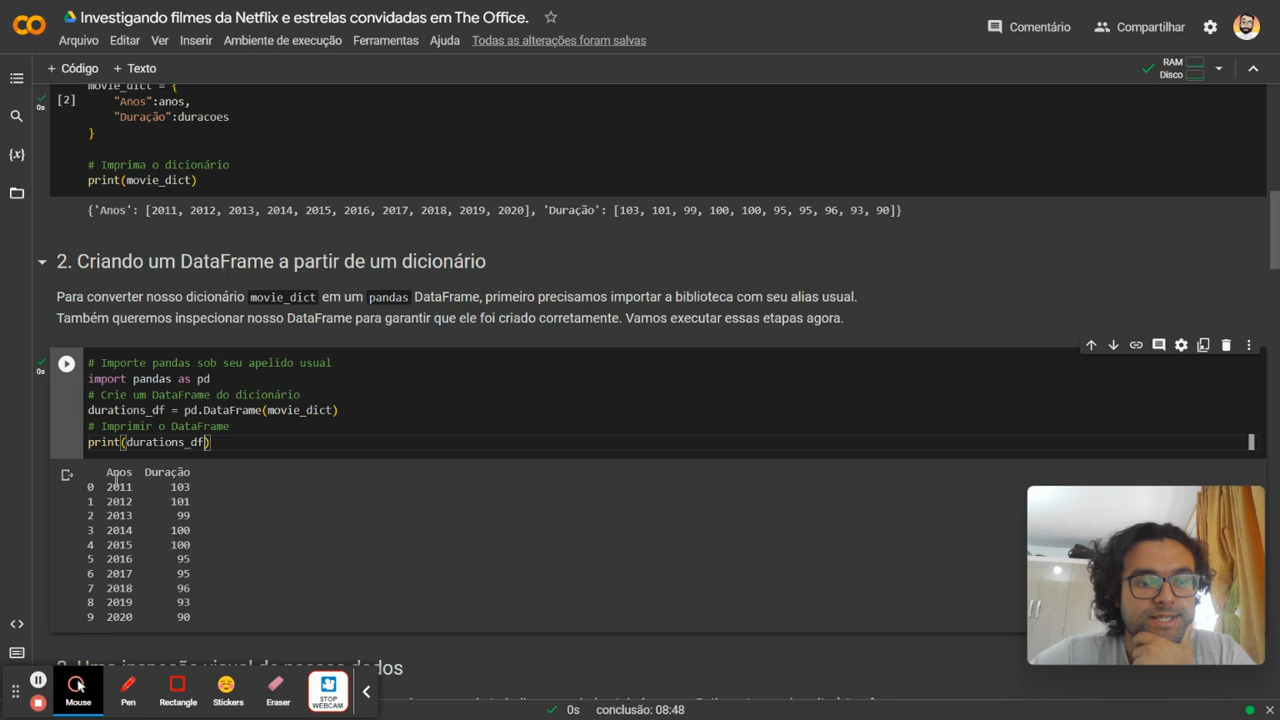 Investigando filmes da Netflix e estrelas convidadas em The Office.
Comentário
Compartilhar
Arquivo Editar Ver Inserir Ambiente de execução Ferramentas Ajuda Todas as alterações foram salvas
+ Código + Texto
RAM
Disco
movie_dict = {
[2]
0s
"Anos":anos,
"Duração":duracoes
}
# Imprima o dicionário
print(movie_dict)
{'Anos': [2011, 2012, 2013, 2014, 2015, 2016, 2017, 2018, 2019, 2020], 'Duração': [103, 101, 99, 100, 100, 95, 95, 96, 93, 90]}
2. Criando um DataFrame a partir de um dicionário
Para converter nosso dicionário movie_dict em um pandas DataFrame, primeiro precisamos importar a biblioteca com seu alias usual.
Também queremos inspecionar nosso DataFrame para garantir que ele foi criado corretamente. Vamos executar essas etapas agora.
0s
# Importe pandas sob seu apelido usual
import pandas as pd
# Crie um DataFrame do dicionário
durations_df = pd.DataFrame(movie_dict)
# Imprimir o DataFrame
print(durations_df)
Anos Duração
0 2011 103
1 2012 101
2 2013 99
3 2014 100
4 2015 100
5 2016 95
6 2017 95
7 2018 96
8 2019 93
9 2020 90
Mouse
Pen
Rectangle
Stickers
Eraser
STOP
WEBCAM
0s conclusão: 08:48